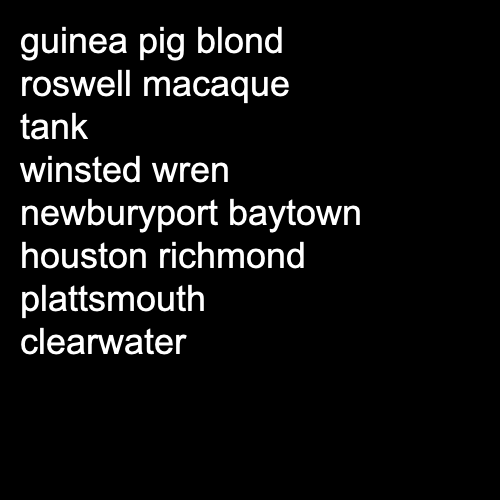 guinea pig blond
roswell macaque
tank
winsted wren
newburyport baytown
houston richmond
plattsmouth
clearwater